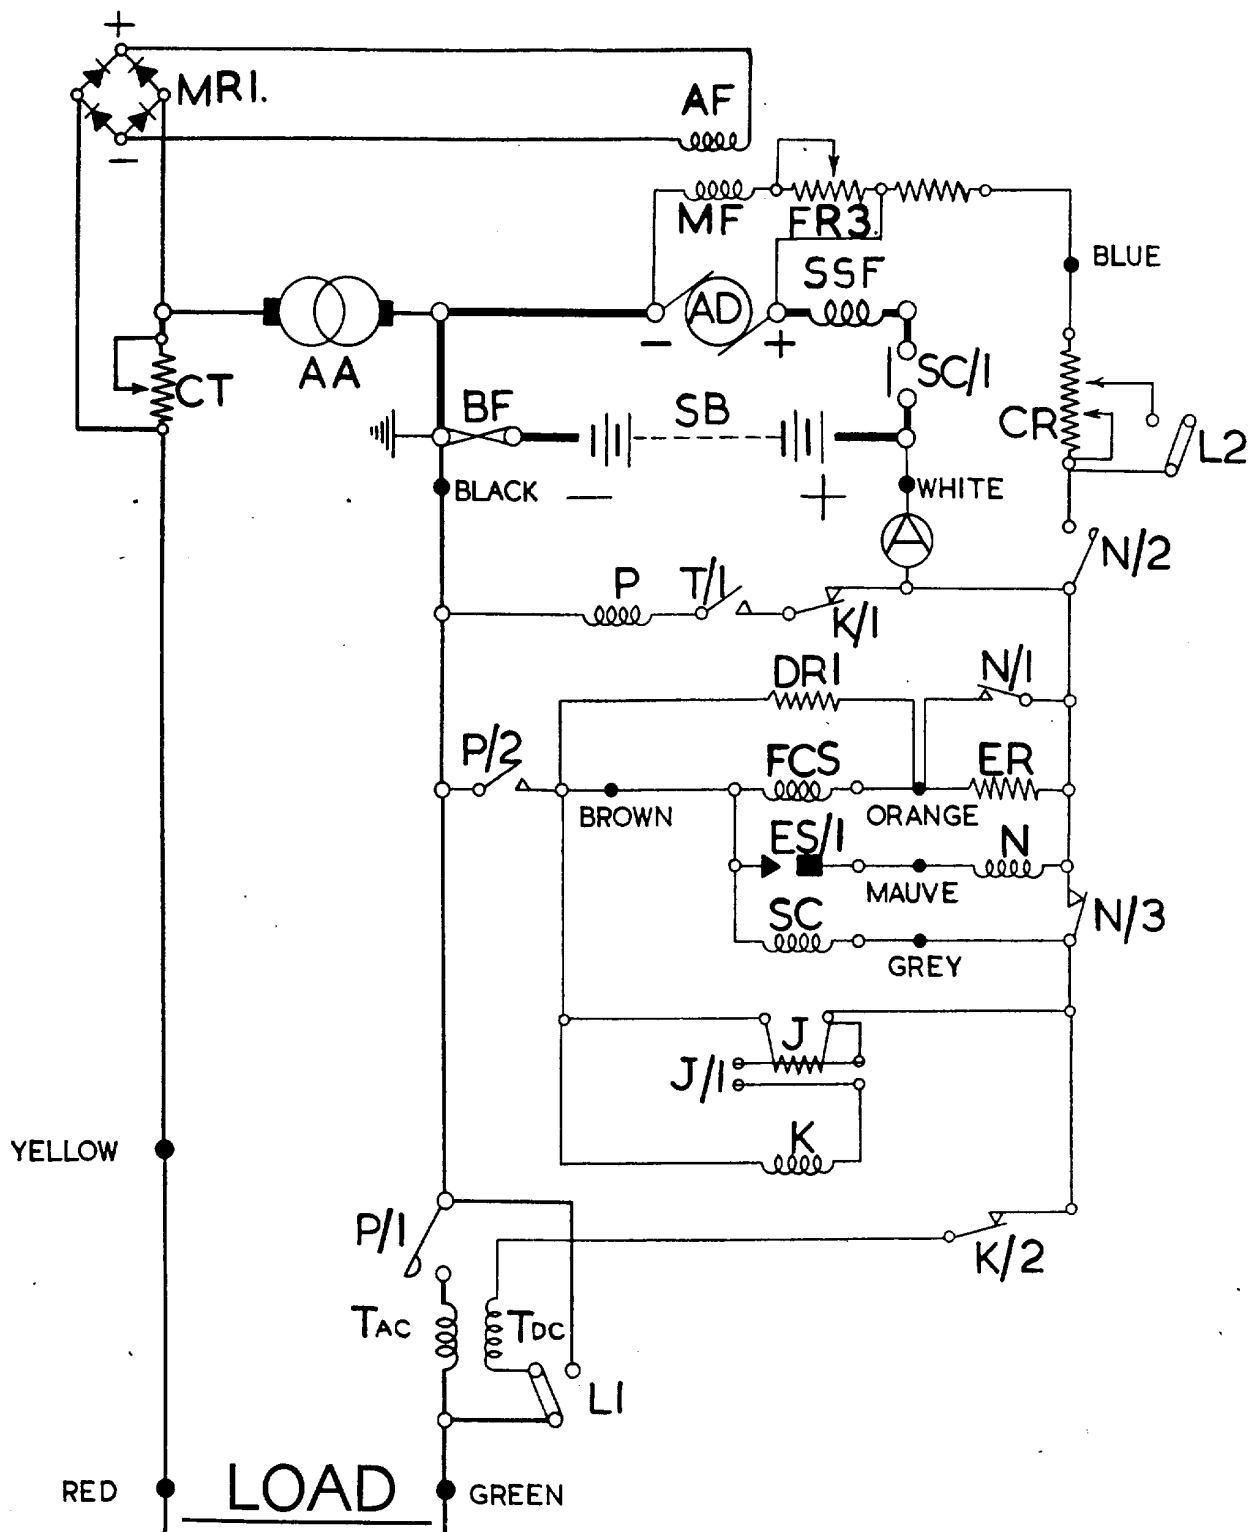 +
MR1.
AF
−
MF
FR3.
BLUE
SSF
AD
−
+
AA
CT
SC/1
BF
SB
CR
L2
BLACK
−
+
WHITE
A
N/2
P
T/1
K/1
DR1
N/1
P/2
FCS
ER
BROWN
ORANGE
ES/1
N
MAUVE
SC
N/3
GREY
J
J/1
K
YELLOW
P/1
K/2
TAC
TDC
L1
RED
LOAD
GREEN